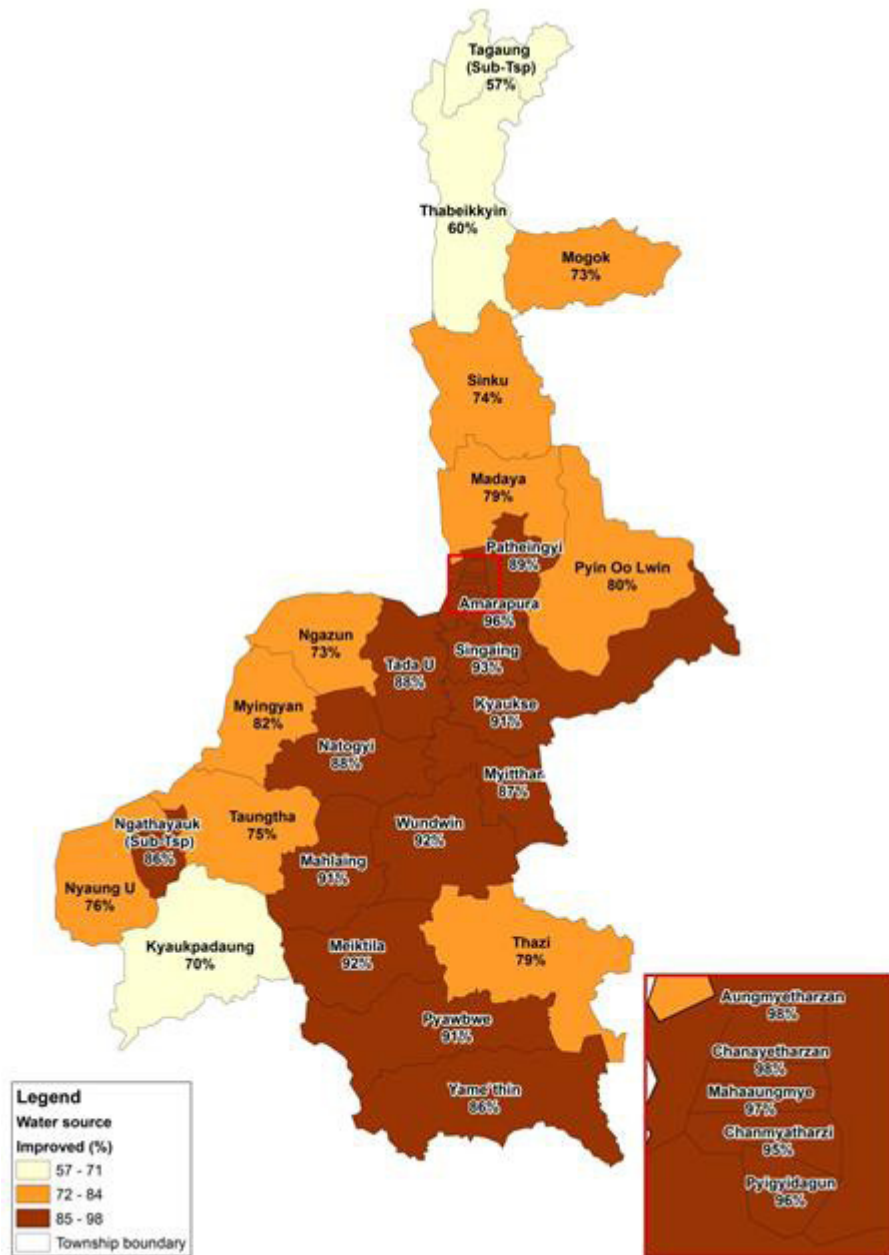 Tagaung
(Sub-Tsp)
57%
Thabeikkyin
60%
Mogok
73%
Sinku
74%
Madaya
79%
Patheingyi
89%
Pyin Oo Lwin
80%
Amarapura
96%
Ngazun
73%
Tada U
88%
Singaing
93%
Myingyan
82%
Kyaukse
91%
Natogyi
88%
Myitthar
87%
Ngathayauk
(Sub-Tsp)
86%
Taungtha
75%
Wundwin
92%
Mahlaing
91%
Nyaung U
76%
Kyaukpadaung
70%
Meiktila
92%
Thazi
79%
Pyawbwe
91%
Yame'thin
86%
Aungmyetharzan
98%
Chanayetharzan
98%
Mahaaungmye
97%
Chanmyatharzi
95%
Pyigyidagun
96%
Legend
Water source
Improved (%)
57 - 71
72 - 84
85 - 98
Township boundary